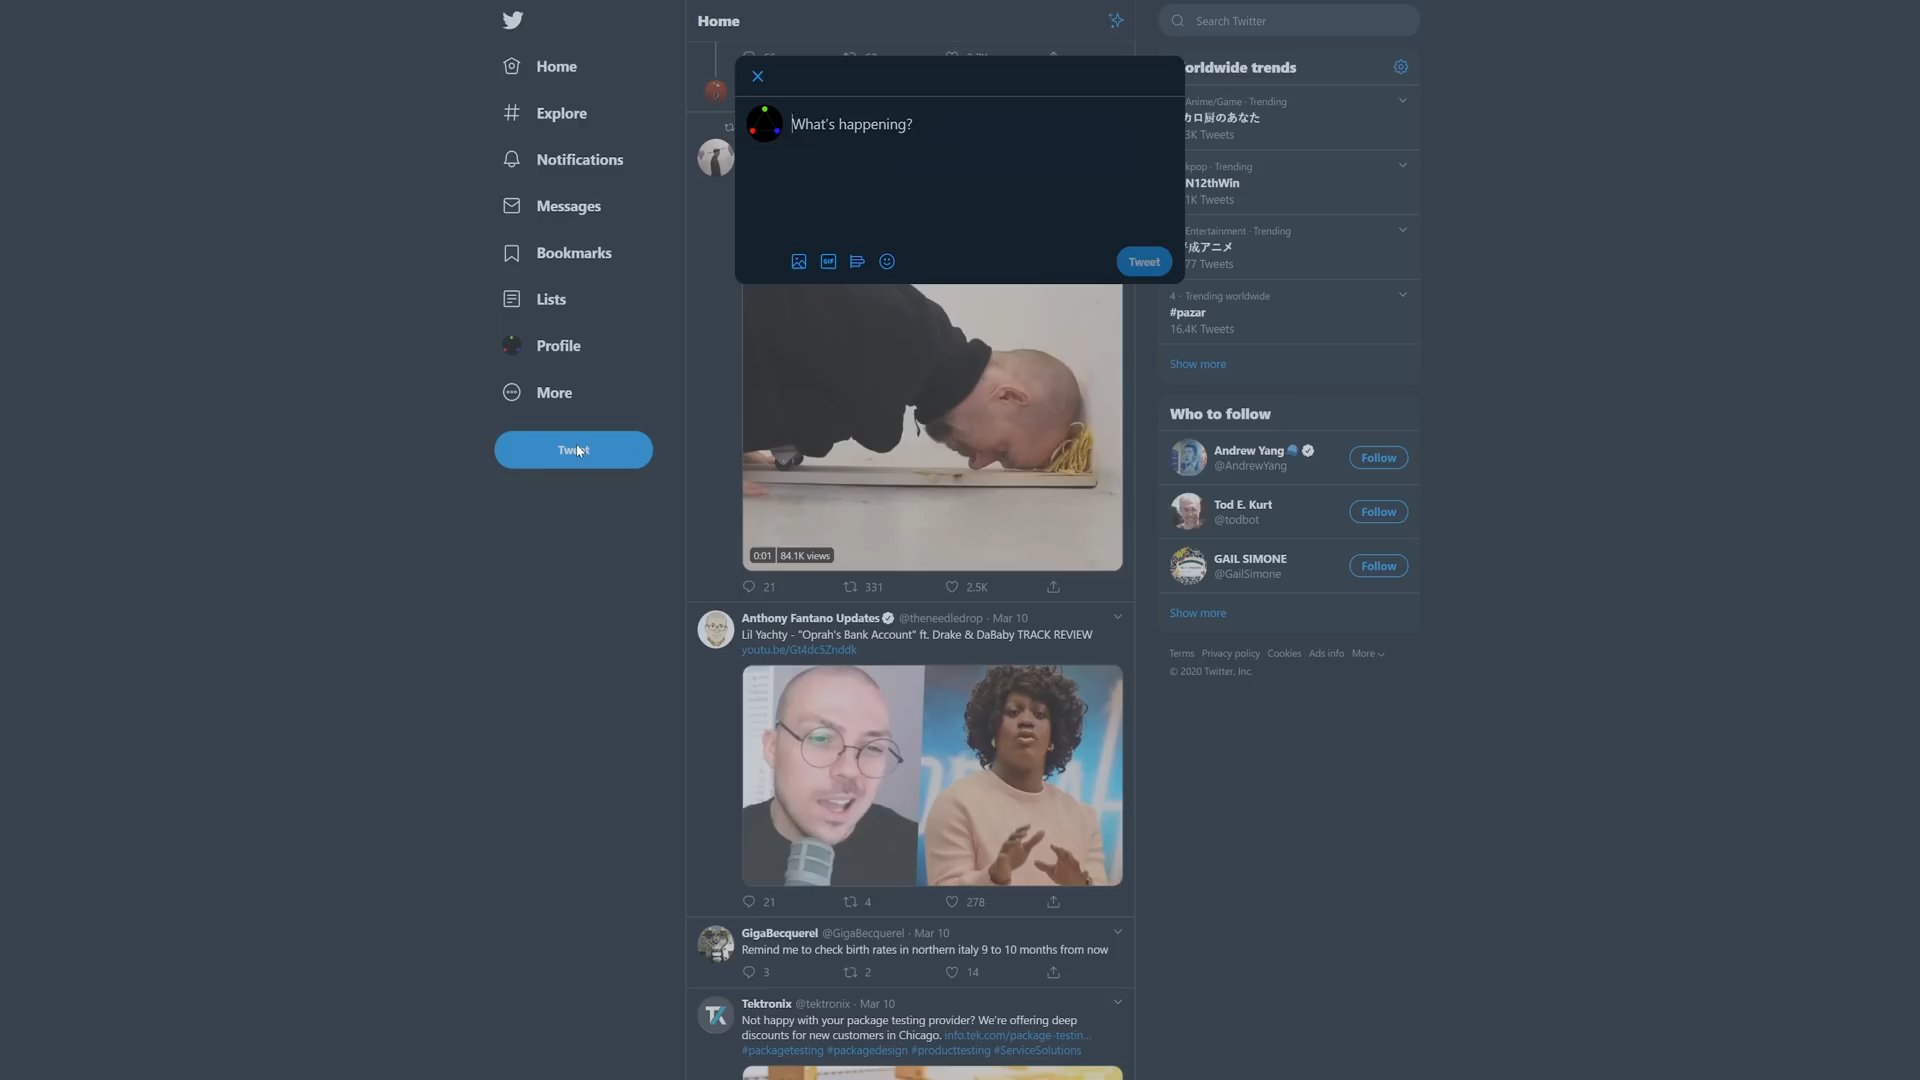 Home
Explore
Notifications
Messages
Bookmarks
Lists
Profile
More
Tweet
Home
What's happening?
GIF
Tweet
0:01 84.1K views
21 331 2.5K
Anthony Fantano Updates @theneedledrop · Mar 10
Lil Yachty - "Oprah's Bank Account" ft. Drake & DaBaby TRACK REVIEW
youtu.be/Gt4dc5Znddk
21 4 278
GigaBecquerel @GigaBecquerel · Mar 10
Remind me to check birth rates in northern italy 9 to 10 months from now
3 2 14
Tektronix @tektronix · Mar 10
Not happy with your package testing provider? We're offering deep
discounts for new customers in Chicago. info.tek.com/package-testin...
#packagetesting #packagedesign #producttesting #ServiceSolutions
Search Twitter
orldwide trends
Anime/Game · Trending
カロ厨のあなた
3K Tweets
kpop · Trending
N12thWin
1K Tweets
Entertainment · Trending
成アニメ
77 Tweets
4 · Trending worldwide
#pazar
16.4K Tweets
Show more
Who to follow
Andrew Yang
@AndrewYang
Follow
Tod E. Kurt
@todbot
Follow
GAIL SIMONE
@GailSimone
Follow
Show more
Terms Privacy policy Cookies Ads info More
© 2020 Twitter, Inc.